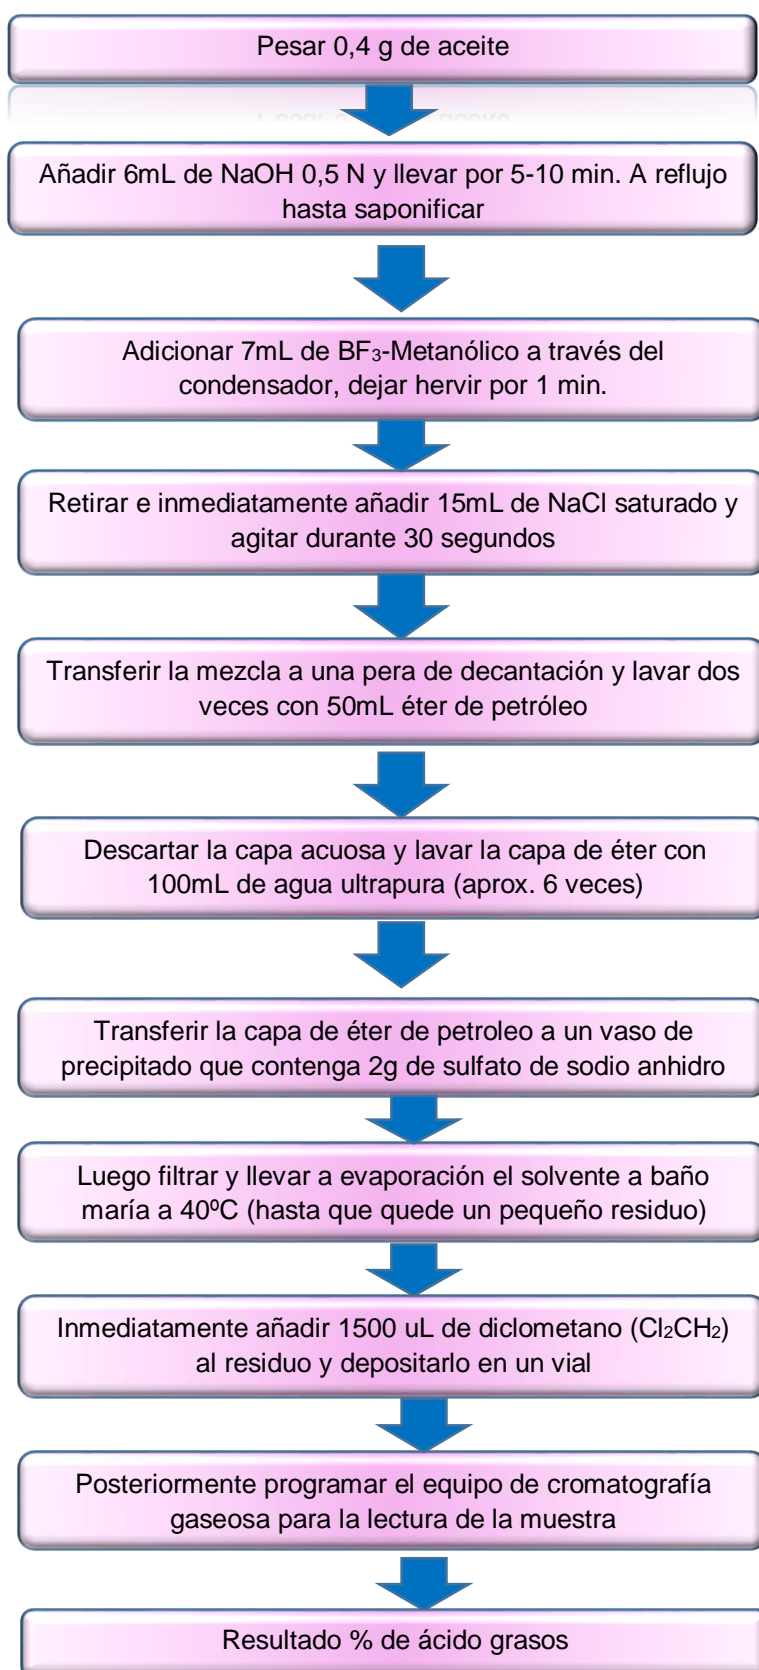 Pesar 0,4 g de aceite
Añadir 6mL de NaOH 0,5 N y llevar por 5-10 min. A reflujo
hasta saponificar
Adicionar 7mL de BF₃-Metanólico a través del
condensador, dejar hervir por 1 min.
Retirar e inmediatamente añadir 15mL de NaCl saturado y
agitar durante 30 segundos
Transferir la mezcla a una pera de decantación y lavar dos
veces con 50mL éter de petróleo
Descartar la capa acuosa y lavar la capa de éter con
100mL de agua ultrapura (aprox. 6 veces)
Transferir la capa de éter de petroleo a un vaso de
precipitado que contenga 2g de sulfato de sodio anhidro
Luego filtrar y llevar a evaporación el solvente a baño
maría a 40ºC (hasta que quede un pequeño residuo)
Inmediatamente añadir 1500 uL de diclometano (Cl₂CH₂)
al residuo y depositarlo en un vial
Posteriormente programar el equipo de cromatografía
gaseosa para la lectura de la muestra
Resultado % de ácido grasos